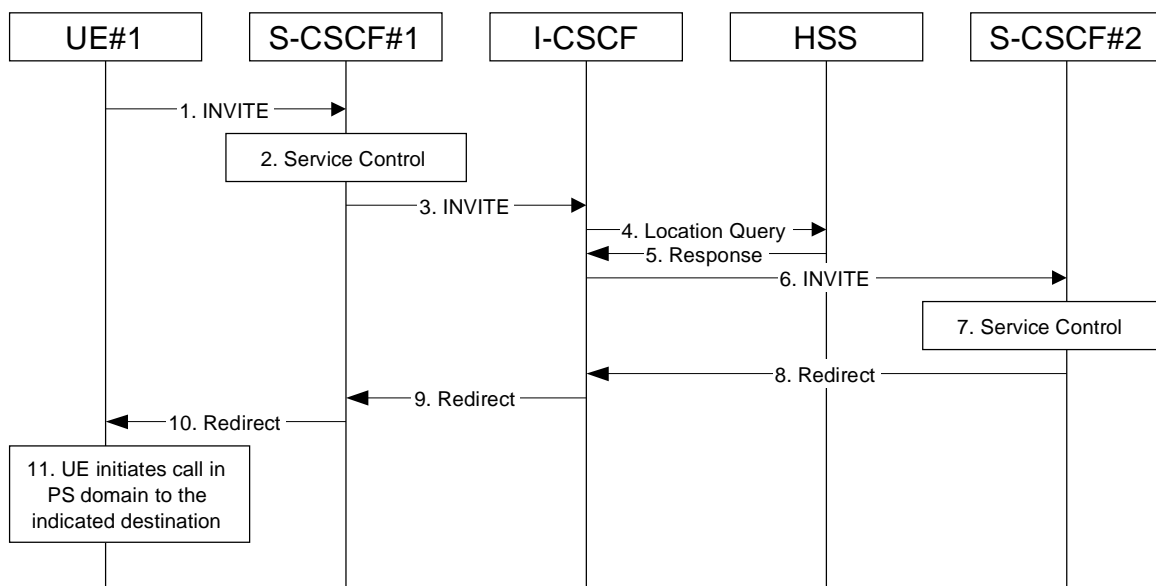 UE#1
S-CSCF#1
I-CSCF
HSS
S-CSCF#2
1. INVITE
2. Service Control
3. INVITE
4. Location Query
5. Response
6. INVITE
7. Service Control
8. Redirect
9. Redirect
10. Redirect
11. UE initiates call in
PS domain to the
indicated destination